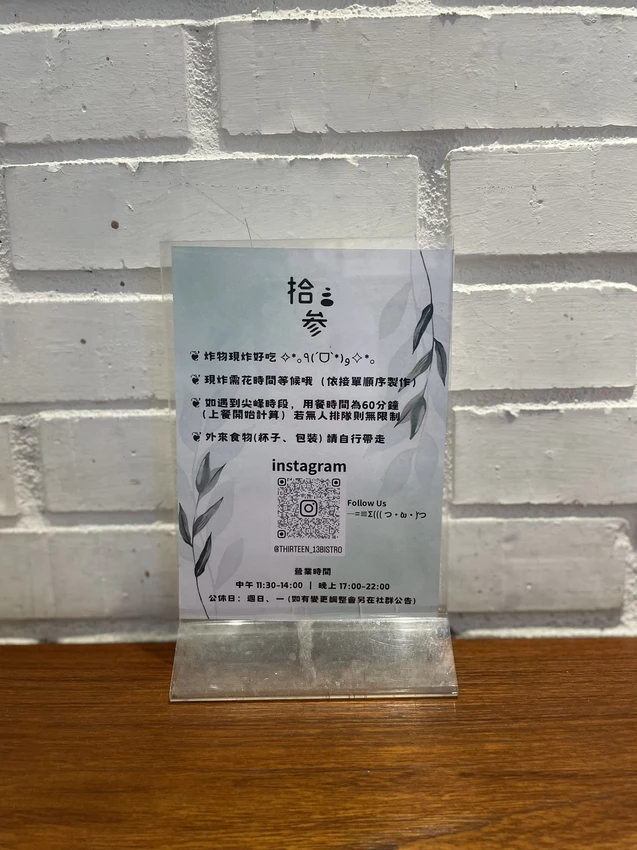 拾参
炸物現炸好吃 ✧*｡٩(ˊᗜˋ*)و✧*｡
現炸需花時間等候哦（依接單順序製作）
如遇到尖峰時段，用餐時間為60分鐘
（上餐開始計算）若無人排隊則無限制
外來食物(杯子、包裝) 請自行帶走
instagram
Follow Us
─=≡Σ(((つ•ω•)つ
@THIRTEEN_13BISTRO
營業時間
中午 11:30-14:00 | 晚上 17:00-22:00
公休日：週日、一 (如有變更調整會另在社群公告)